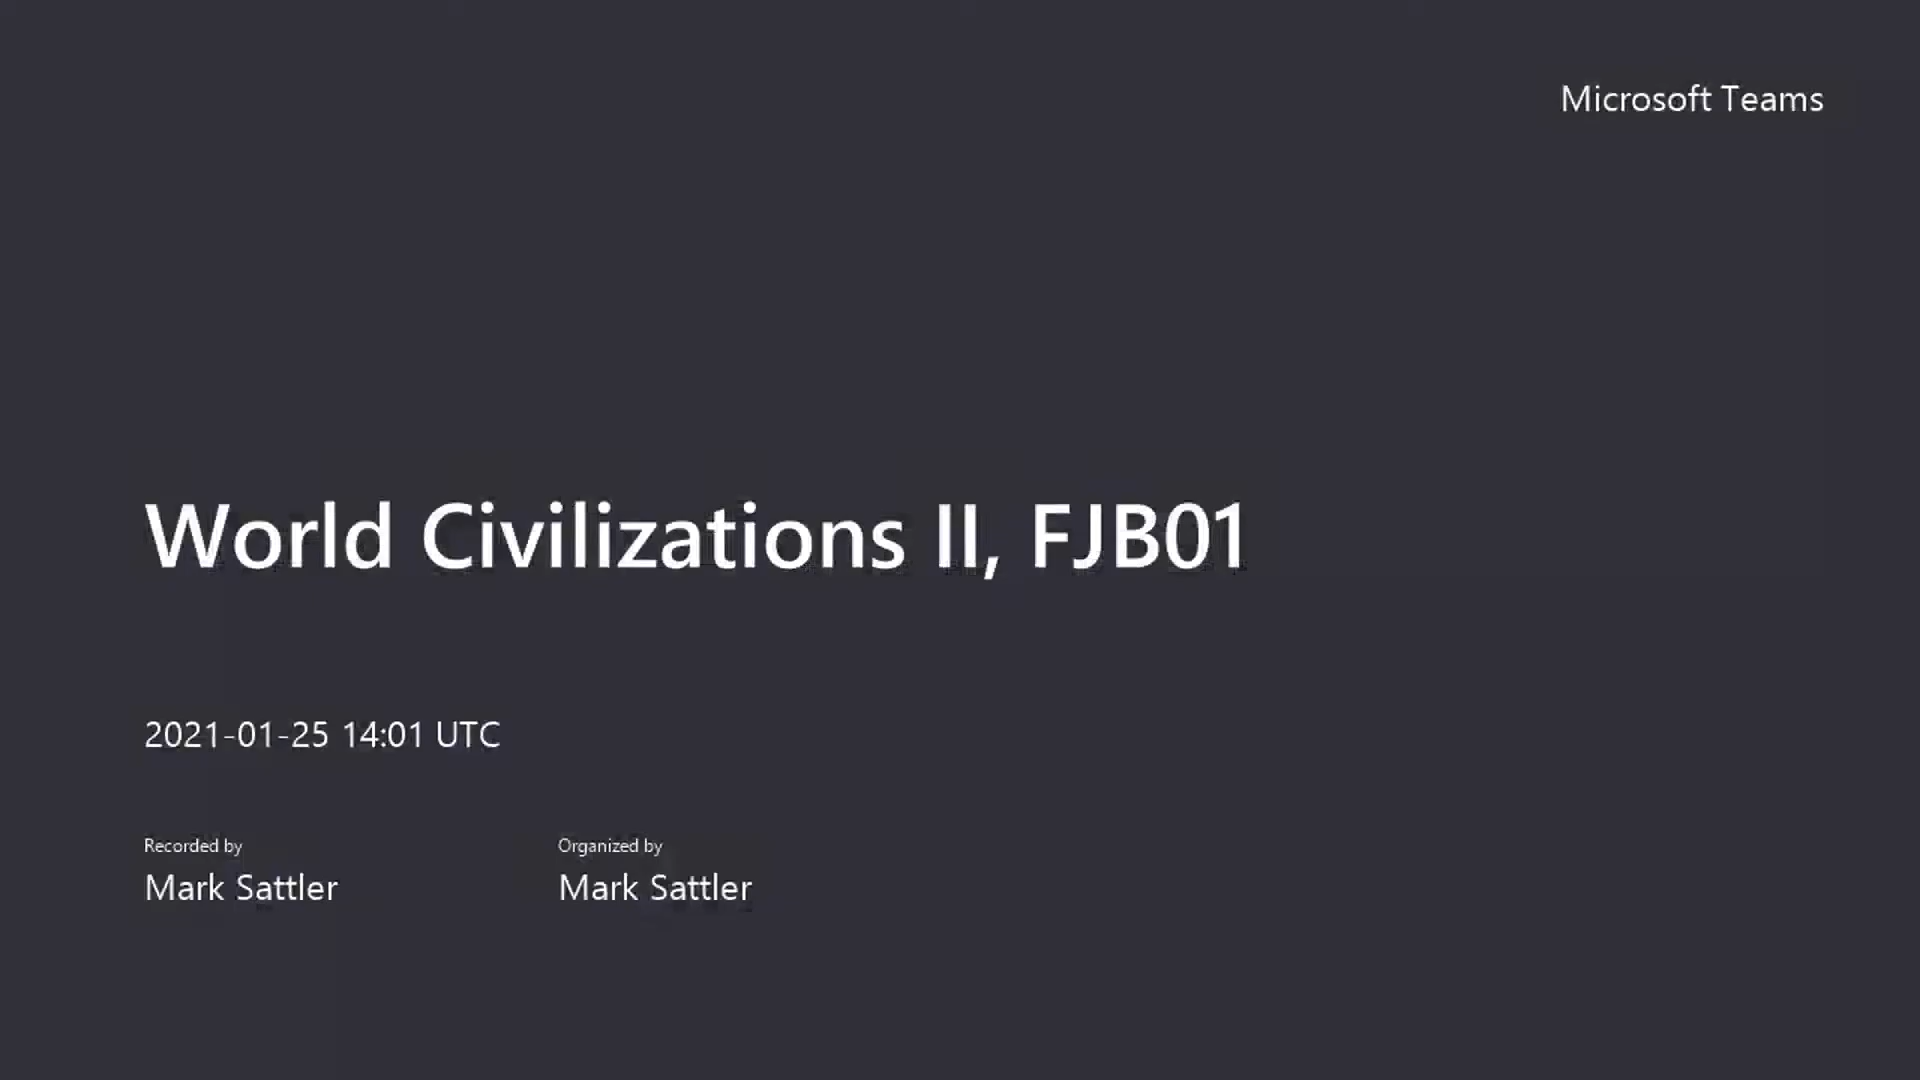 Microsoft Teams
World Civilizations II, FJB01
2021-01-25 14:01 UTC
Recorded by
Mark Sattler
Organized by
Mark Sattler